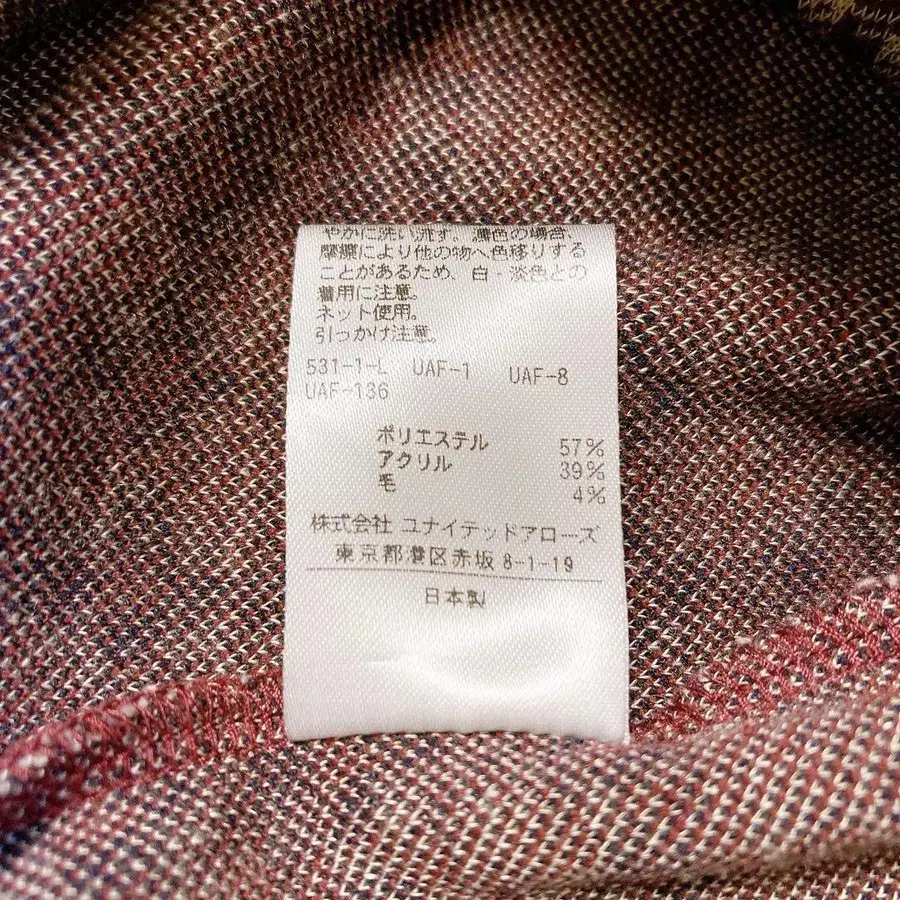 やかに洗い流す。濃色の場合、
摩擦により他の物へ色移りする
ことがあるため、白・淡色との
着用に注意。
ネット使用。
引っかけ注意。
531-1-L UAF-1 UAF-8
UAF-136
ポリエステル 57%
アクリル 39%
毛 4%
株式会社 ユナイテッドアローズ
東京都港区赤坂 8-1-19
日本製